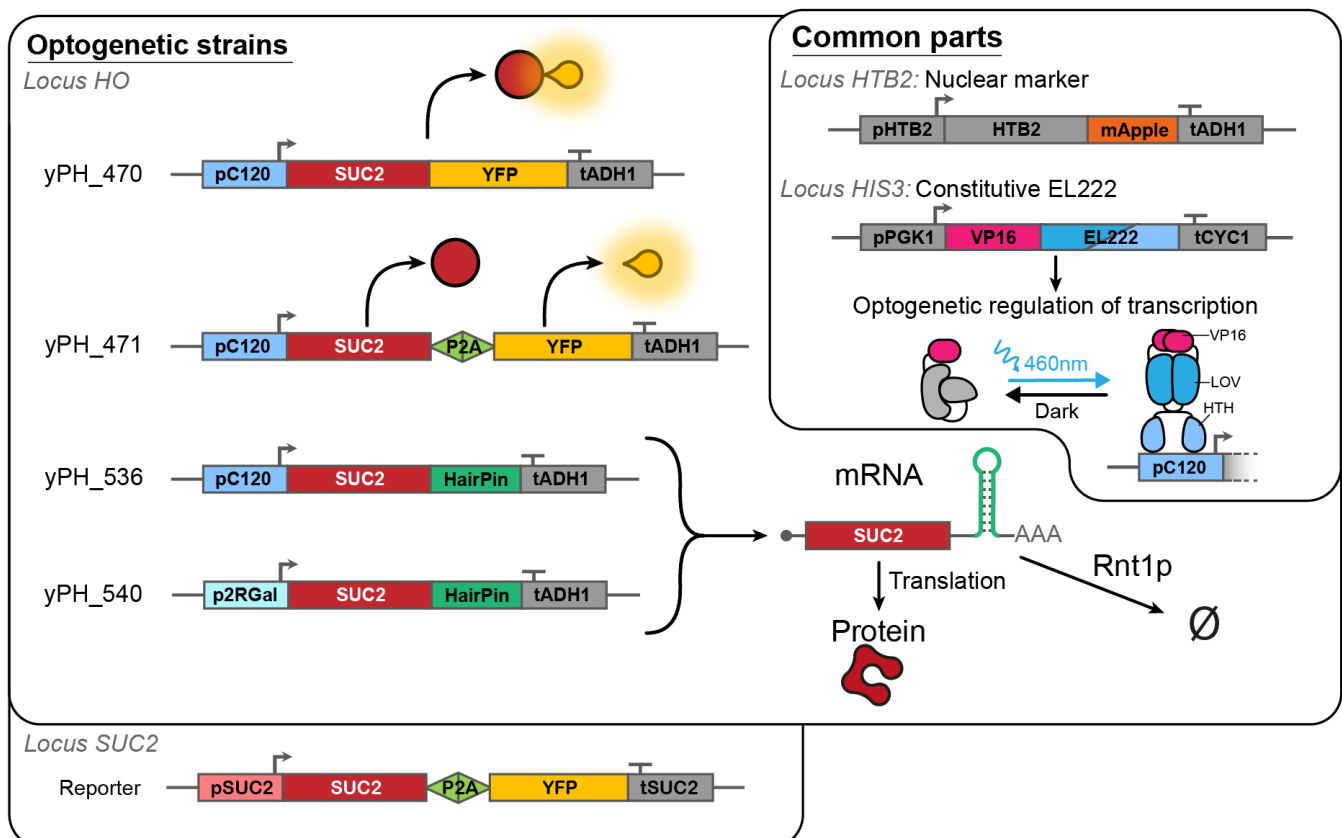 Optogenetic strains
Locus HO
yPH_470
pC120 SUC2 YFP tADH1
yPH_471
pC120 SUC2 P2A YFP tADH1
yPH_536
pC120 SUC2 HairPin tADH1
yPH_540
p2RGal SUC2 HairPin tADH1
mRNA
SUC2 AAA
Translation
Rnt1p
Protein
Ø
Common parts
Locus HTB2: Nuclear marker
pHTB2 HTB2 mApple tADH1
Locus HIS3: Constitutive EL222
pPGK1 VP16 EL222 tCYC1
Optogenetic regulation of transcription
460nm
Dark
VP16
LOV
HTH
pC120
Locus SUC2
Reporter
pSUC2 SUC2 P2A YFP tSUC2